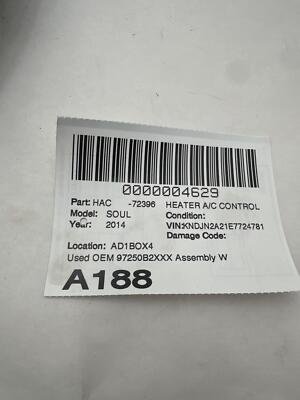 0000004629
Part: HAC -72396 HEATER A/C CONTROL
Model: SOUL Condition:
Year: 2014 VIN:KNDJN2A21E7724781
Damage Code:
Location: AD1BOX4
Used OEM 97250B2XXX Assembly W
A188